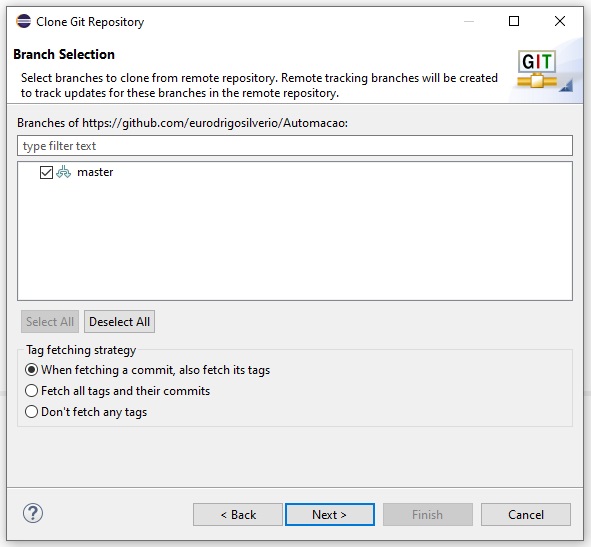 Clone Git Repository
Branch Selection
GIT
Select branches to clone from remote repository. Remote tracking branches will be created
to track updates for these branches in the remote repository.
Branches of https://github.com/eurodrigosilverio/Automacao:
type filter text
master
Select All
Deselect All
Tag fetching strategy
When fetching a commit, also fetch its tags
Fetch all tags and their commits
Don't fetch any tags
?
< Back
Next >
Finish
Cancel